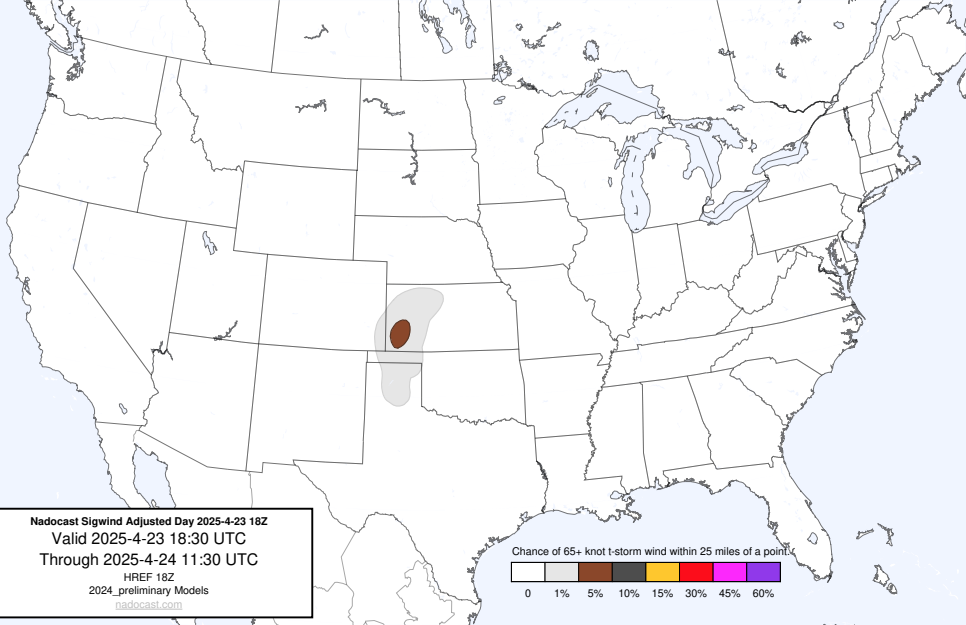 Nadocast Sigwind Adjusted Day 2025-4-23 18Z
Valid 2025-4-23 18:30 UTC
Through 2025-4-24 11:30 UTC
HREF 18Z
2024_preliminary Models
nadocast.com
Chance of 65+ knot t-storm wind within 25 miles of a point.
0 1% 5% 10% 15% 30% 45% 60%